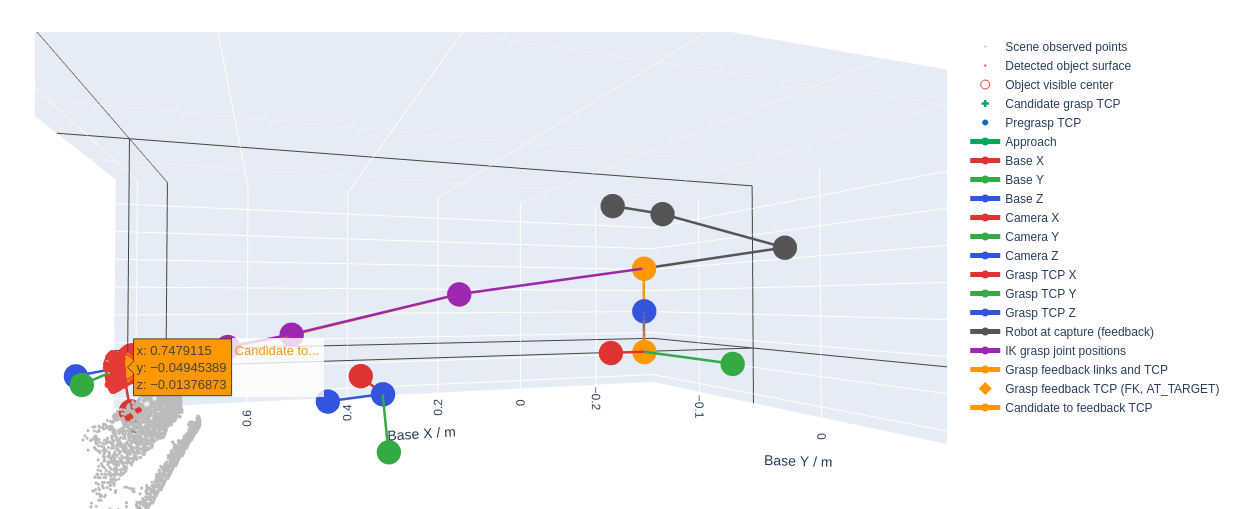 Scene observed points
Detected object surface
Object visible center
Candidate grasp TCP
Pregrasp TCP
Approach
Base X
Base Y
Base Z
Camera X
Camera Y
Camera Z
Grasp TCP X
Grasp TCP Y
Grasp TCP Z
Robot at capture (feedback)
IK grasp joint positions
Grasp feedback links and TCP
Grasp feedback TCP (FK, AT_TARGET)
Candidate to feedback TCP
x: 0.7479115
Candidate to...
y: −0.04945389
z: −0.01376873
0.6
0.4
0.2
0
−0.2
−0.1
0
Base X / m
Base Y / m